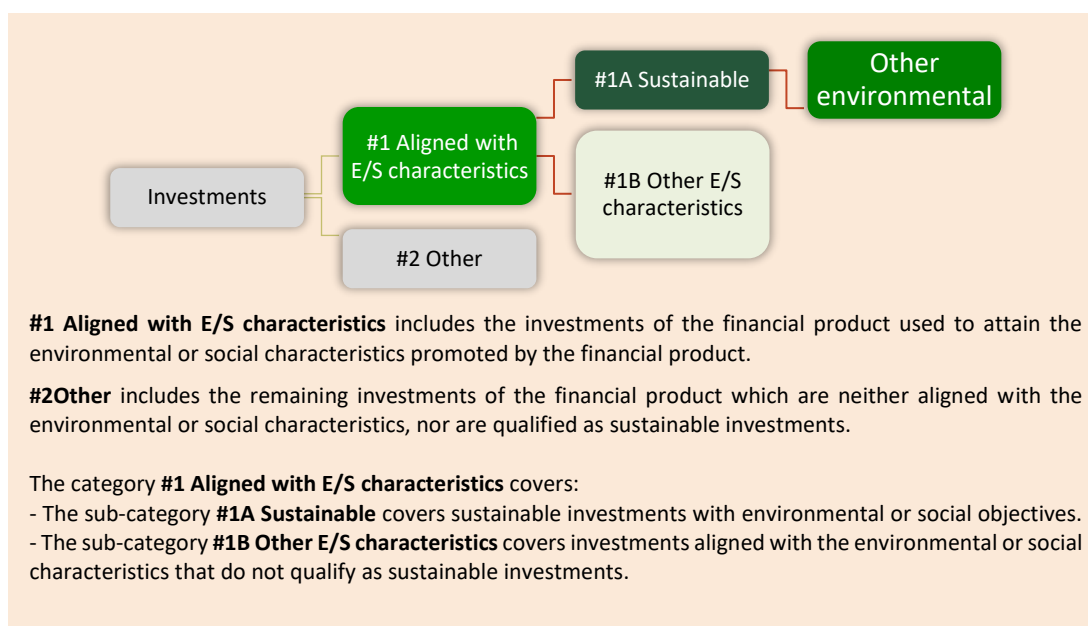 Other
environmental
#1A Sustainable
#1 Aligned with
E/S characteristics
#1B Other E/S
characteristics
Investments
#2 Other
#1 Aligned with E/S characteristics includes the investments of the financial product used to attain the
environmental or social characteristics promoted by the financial product.
#2Other includes the remaining investments of the financial product which are neither aligned with the
environmental or social characteristics, nor are qualified as sustainable investments.
The category #1 Aligned with E/S characteristics covers:
- The sub-category #1A Sustainable covers sustainable investments with environmental or social objectives.
- The sub-category #1B Other E/S characteristics covers investments aligned with the environmental or social
characteristics that do not qualify as sustainable investments.